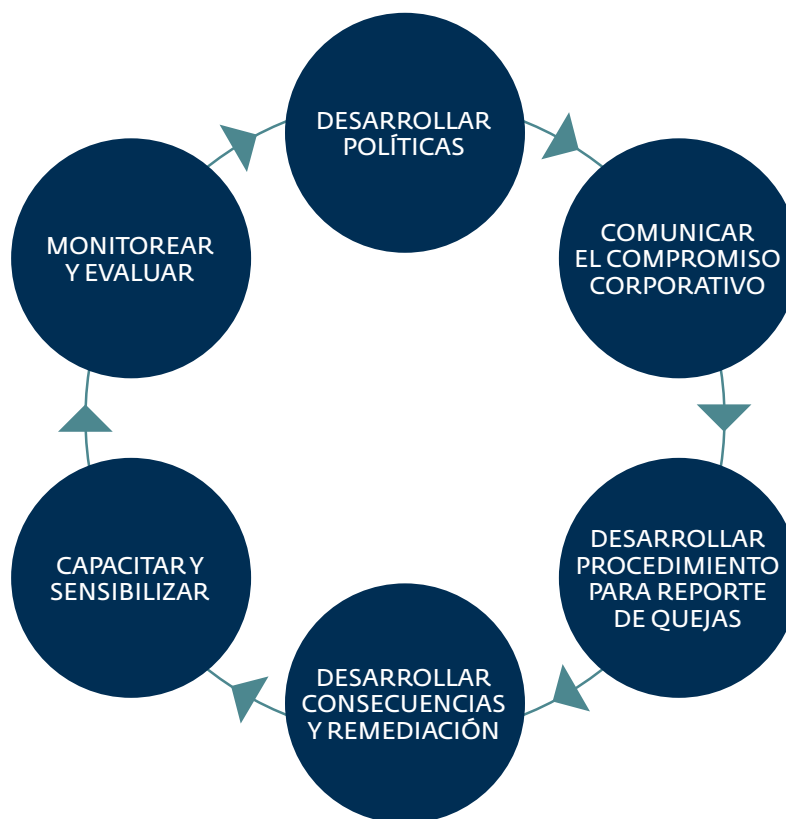 DESARROLLAR
POLÍTICAS
COMUNICAR
EL COMPROMISO
CORPORATIVO
DESARROLLAR
PROCEDIMIENTO
PARA REPORTE
DE QUEJAS
DESARROLLAR
CONSECUENCIAS
Y REMEDIACIÓN
CAPACITAR Y
SENSIBILIZAR
MONITOREAR
Y EVALUAR